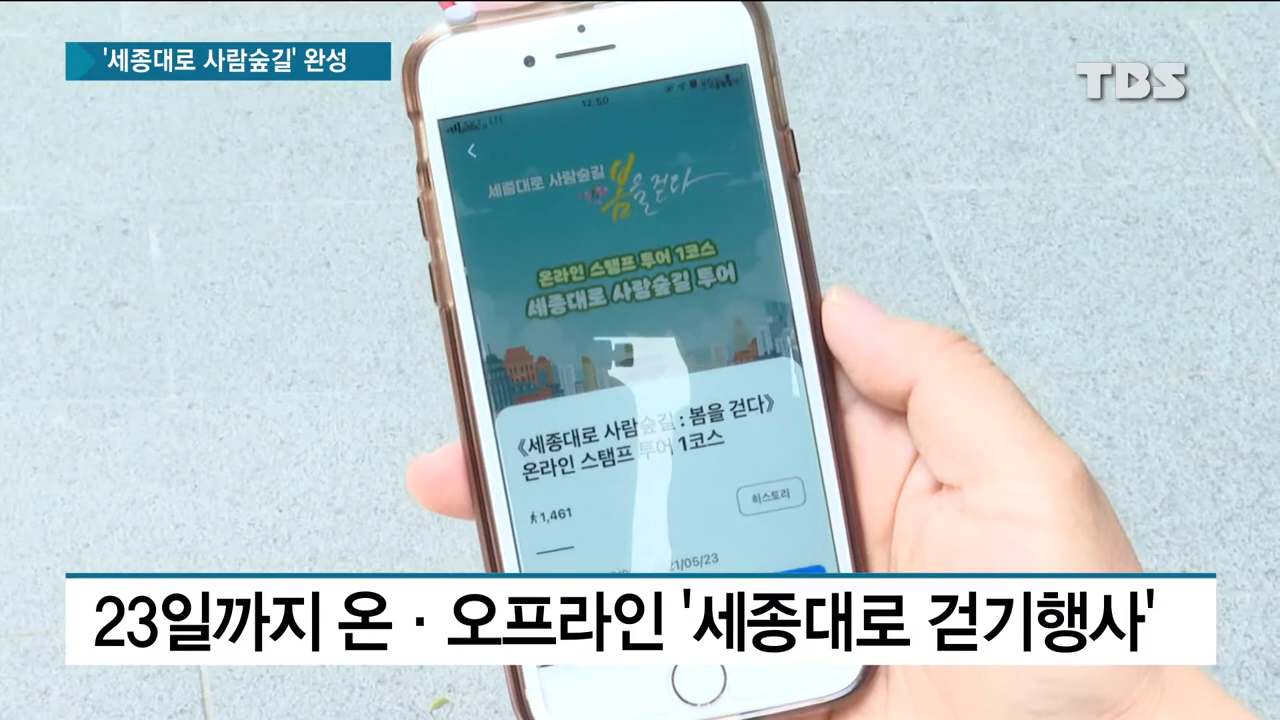 '세종대로 사람숲길' 완성
TBS
12:50
세종대로 사람숲길 봄을 걷다
온라인 스탬프 투어 1코스
세종대로 사람숲길 투어
《세종대로 사람숲길 : 봄을 걷다》
온라인 스탬프 투어 1코스
1,461
히스토리
21/05/23
23일까지 온·오프라인 '세종대로 걷기행사'